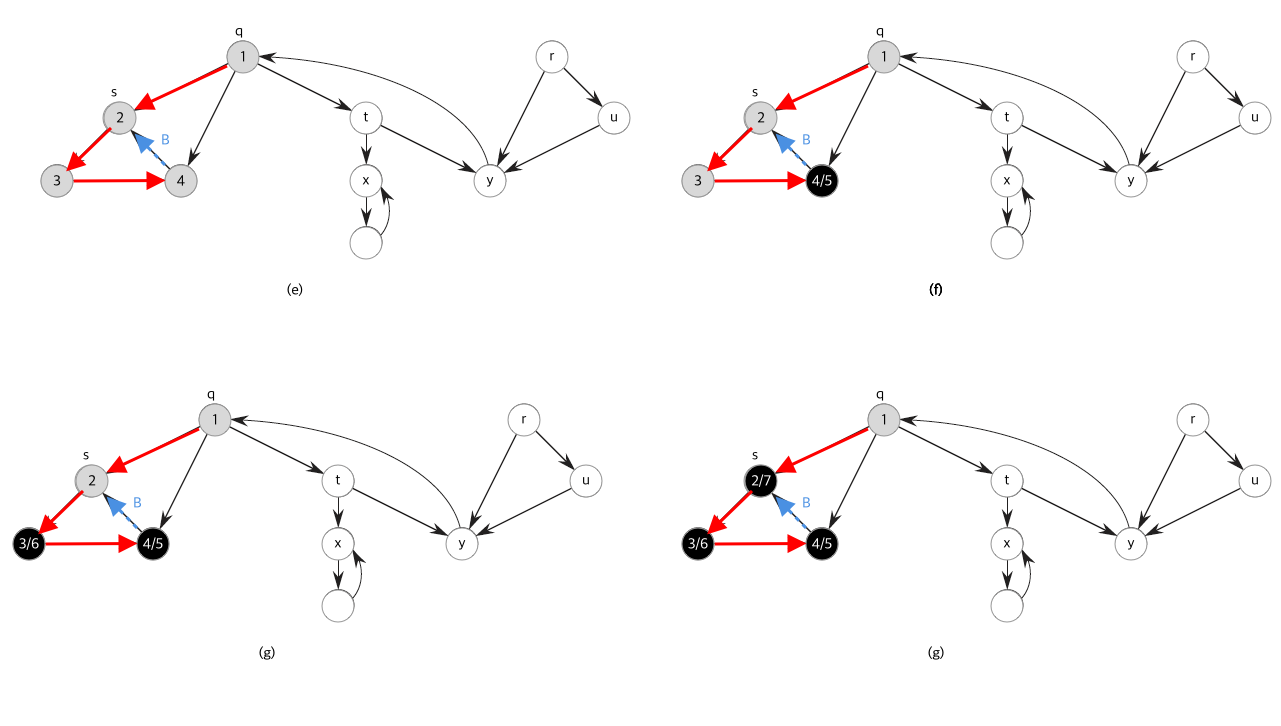 q r
1 r
s
2 t u
B
3 4 x y
(e)
q
1 r
s
2 t u
B
3 4/5 x y
(f)
q
1 r
s
2 t u
B
3/6 4/5 x y
(g)
q
1 r
s
2/7 t u
B
3/6 4/5 x y
(g)